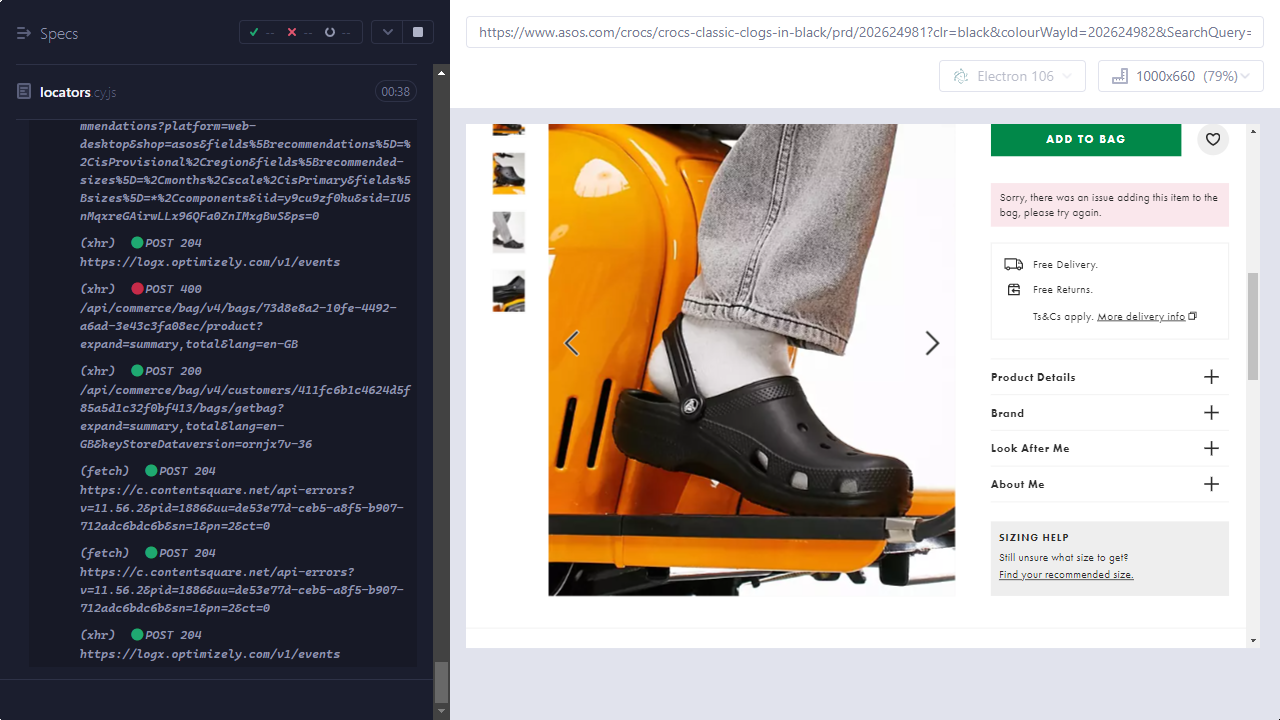 Specs
--
--
--
locators.cy.js
00:38
mmendations?platform=web-
desktop&shop=asos&fields%5Brecommendations%5D=%
2CisProvisional%2Cregion&fields%5Brecommended-
sizes%5D=%2Cmonths%2Cscale%2CisPrimary&fields%5
Bsizes%5D=*%2Ccomponents&iid=y9cu9zf0ku&sid=IU5
nMqxreGAirwLLx96QFa0ZnIMxgBwS&ps=0
(xhr) POST 204
https://logx.optimizely.com/v1/events
(xhr) POST 400
/api/commerce/bag/v4/bags/73d8e8a2-10fe-4492-
a6ad-3e43c3fa08ec/product?
expand=summary,total&lang=en-GB
(xhr) POST 200
/api/commerce/bag/v4/customers/411fc6b1c4624d5f
85a5d1c32f0bf413/bags/getbag?
expand=summary,total&lang=en-
GB&keyStoreDataversion=ornjx7v-36
(fetch) POST 204
https://c.contentsquare.net/api-errors?
v=11.56.2&pid=1886&uu=de53e77d-ceb5-a8f5-b907-
712adc6bdc6b&sn=1&pn=2&ct=0
(fetch) POST 204
https://c.contentsquare.net/api-errors?
v=11.56.2&pid=1886&uu=de53e77d-ceb5-a8f5-b907-
712adc6bdc6b&sn=1&pn=2&ct=0
(xhr) POST 204
https://logx.optimizely.com/v1/events
https://www.asos.com/crocs/crocs-classic-clogs-in-black/prd/202624981?clr=black&colourWayId=202624982&SearchQuery=
Electron 106
1000x660 (79%)
ADD TO BAG
Sorry, there was an issue adding this item to the
bag, please try again.
Free Delivery.
Free Returns.
Ts&Cs apply. More delivery info
Product Details
Brand
Look After Me
About Me
SIZING HELP
Still unsure what size to get?
Find your recommended size.